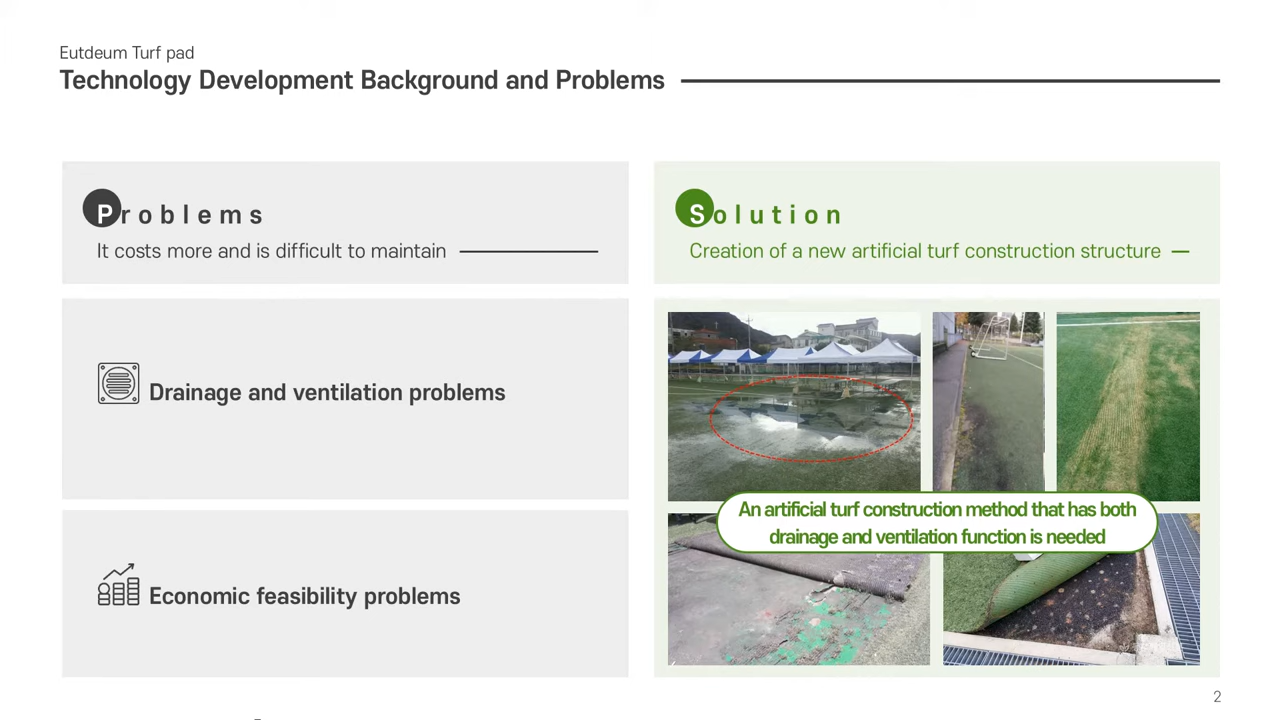 Eutdeum Turf pad
Technology Development Background and Problems
Problems
It costs more and is difficult to maintain
Drainage and ventilation problems
Economic feasibility problems
Solution
Creation of a new artificial turf construction structure
An artificial turf construction method that has both
drainage and ventilation function is needed
2